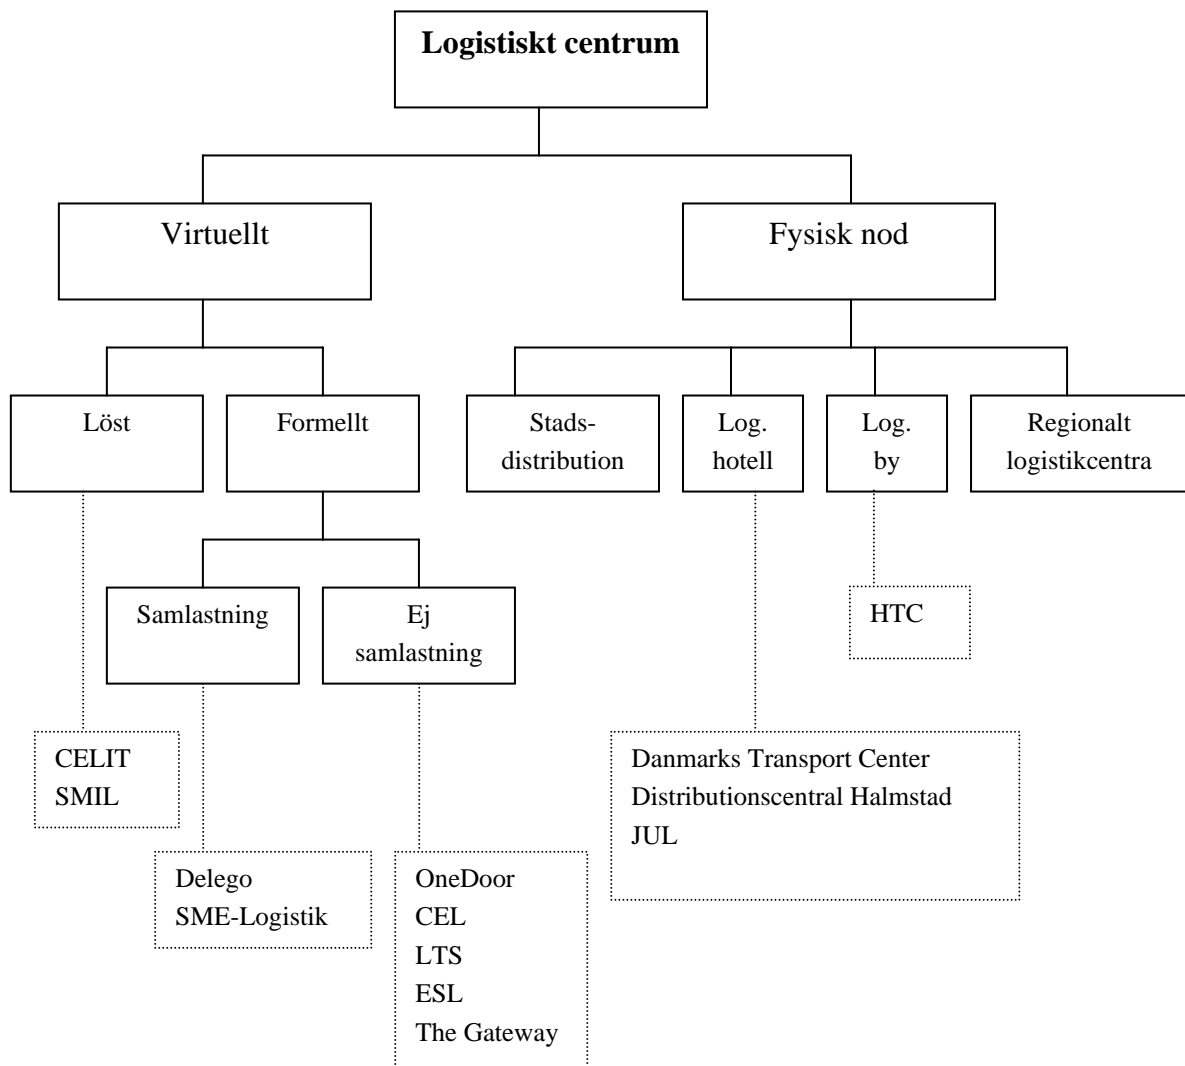 Logistiskt centrum
Virtuellt
Fysisk nod
Löst
Formellt
Stads-
distribution
Log.
hotell
Log.
by
Regionalt
logistikcentra
Samlastning
Ej
samlastning
HTC
CELIT
SMIL
Danmarks Transport Center
Distributionscentral Halmstad
JUL
Delego
SME-Logistik
OneDoor
CEL
LTS
ESL
The Gateway